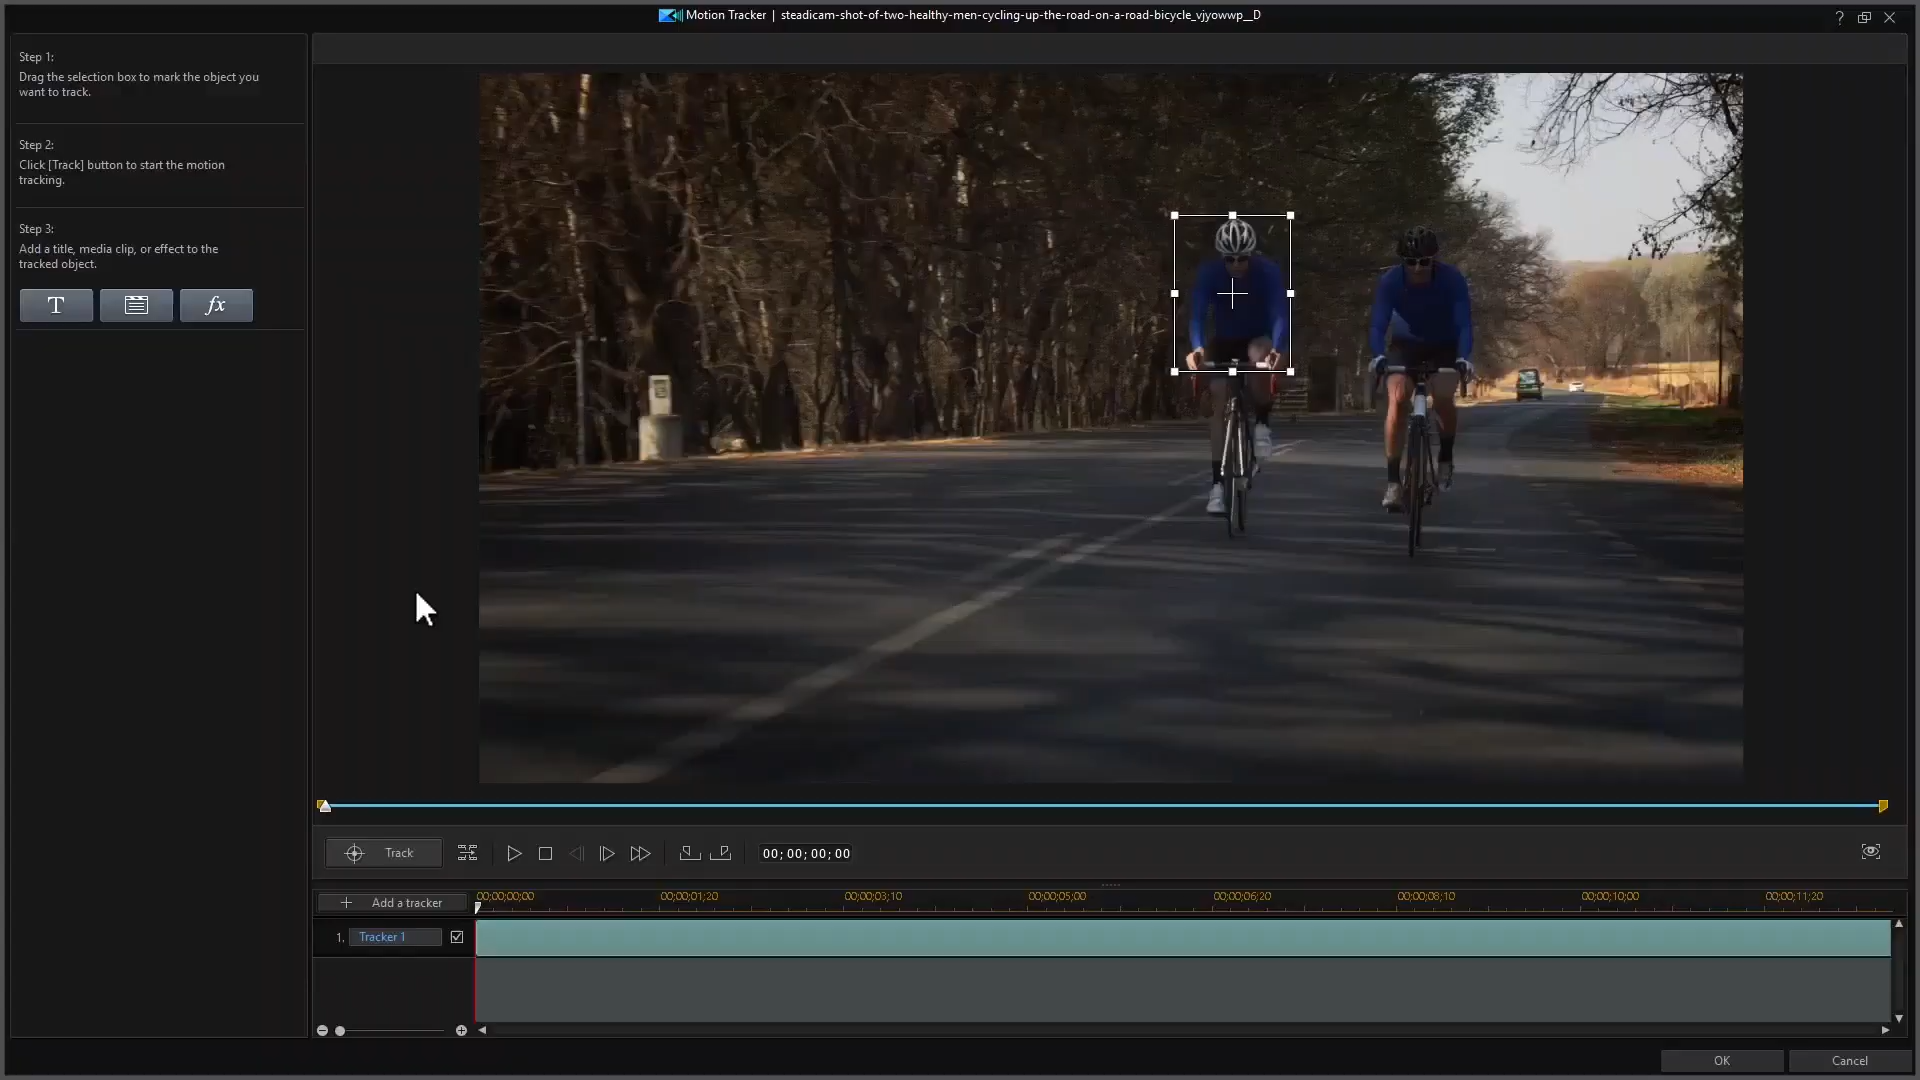 Motion Tracker | steadicam-shot-of-two-healthy-men-cycling-up-the-road-on-a-road-bicycle_vjyowwp__D
?
Step 1:
Drag the selection box to mark the object you
want to track.
Step 2:
Click [Track] button to start the motion
tracking.
Step 3:
Add a title, media clip, or effect to the
tracked object.
T
fx
Track
00; 00; 00; 00
Add a tracker
00;00;00;00 00;00;01;20 00;00;03;10 00;00;05;00 00;00;06;20 00;00;08;10 00;00;10;00 00;00;11;20
1. Tracker 1
OK Cancel